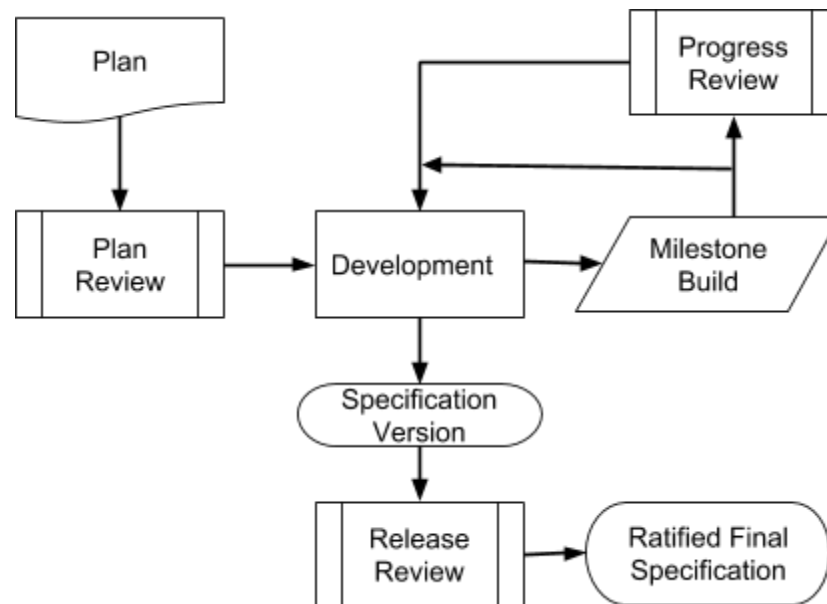 Plan
Progress
Review
Plan
Review
Development
Milestone
Build
Specification
Version
Release
Review
Ratified Final
Specification